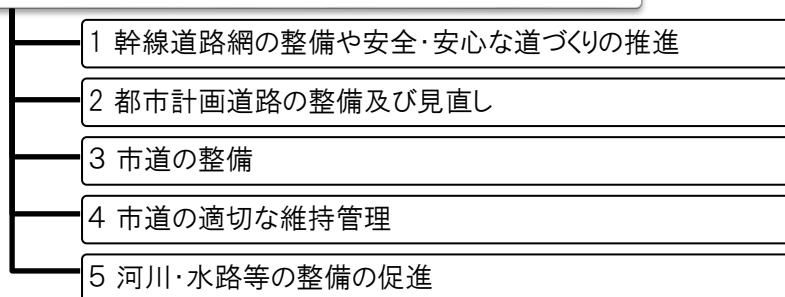 1 幹線道路網の整備や安全・安心な道づくりの推進
2 都市計画道路の整備及び見直し
3 市道の整備
4 市道の適切な維持管理
5 河川・水路等の整備の促進